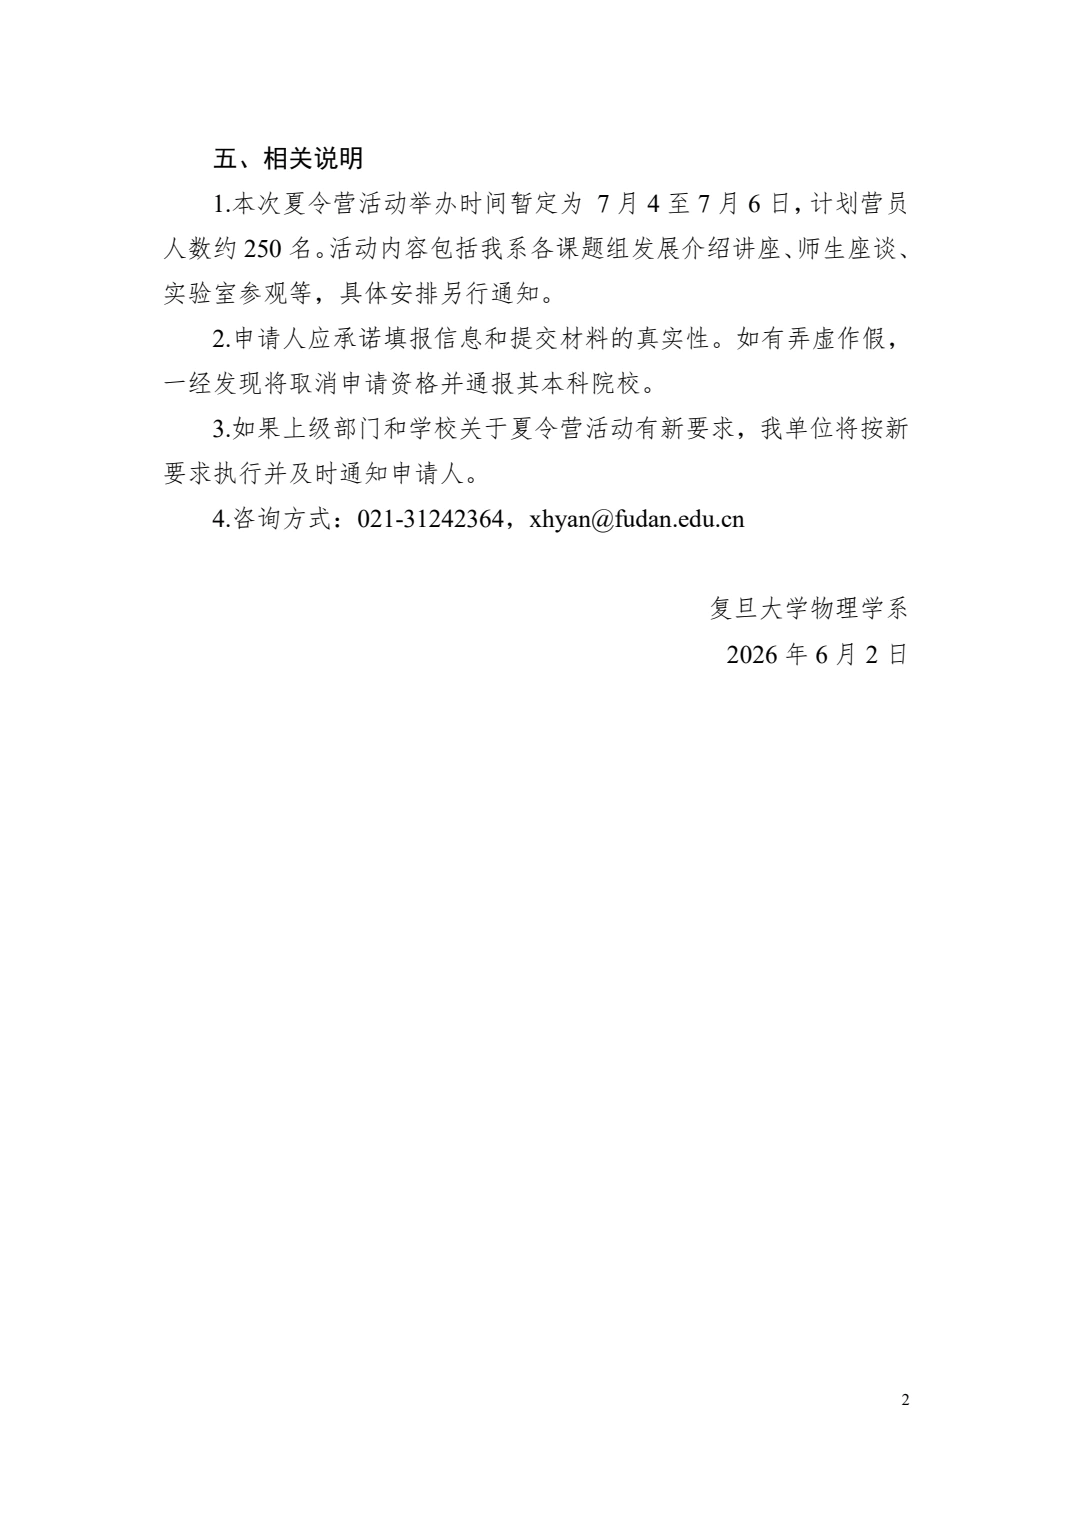 五、相关说明
1.本次夏令营活动举办时间暂定为 7 月 4 至 7 月 6 日，计划营员
人数约 250 名。活动内容包括我系各课题组发展介绍讲座、师生座谈、
实验室参观等，具体安排另行通知。
2.申请人应承诺填报信息和提交材料的真实性。如有弄虚作假，
一经发现将取消申请资格并通报其本科院校。
3.如果上级部门和学校关于夏令营活动有新要求，我单位将按新
要求执行并及时通知申请人。
4.咨询方式：021-31242364，xhyan@fudan.edu.cn
复旦大学物理学系
2026 年 6 月 2 日
2